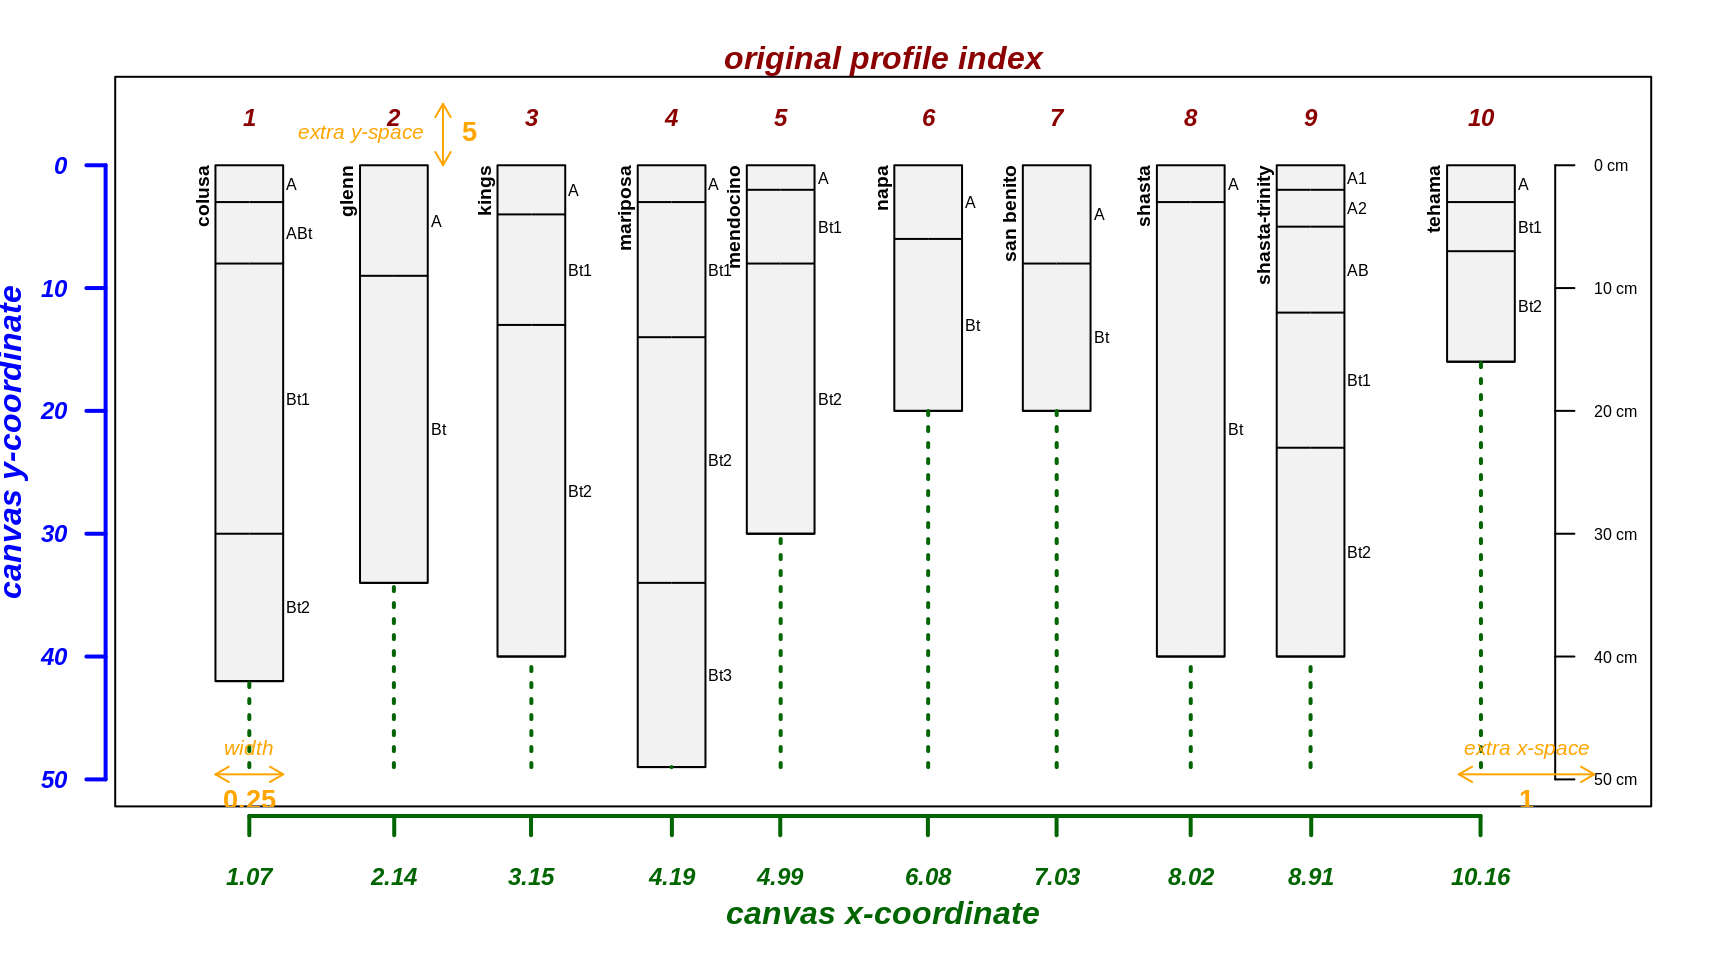 original profile index
1 2 3 4 5 6 7 8 9 10
extra y-space 5
canvas y-coordinate
0
10
20
30
40
50
colusa
A
ABt
Bt1
Bt2
glenn
A
Bt
kings
A
Bt1
Bt2
mariposa
A
Bt1
Bt2
Bt3
mendocino
A
Bt1
Bt2
napa
A
Bt
san benito
A
Bt
shasta
A
Bt
shasta-trinity
A1
A2
AB
Bt1
Bt2
tehama
A
Bt1
Bt2
0 cm
10 cm
20 cm
30 cm
40 cm
50 cm
width
0.25
extra x-space
1
1.07 2.14 3.15 4.19 4.99 6.08 7.03 8.02 8.91 10.16
canvas x-coordinate